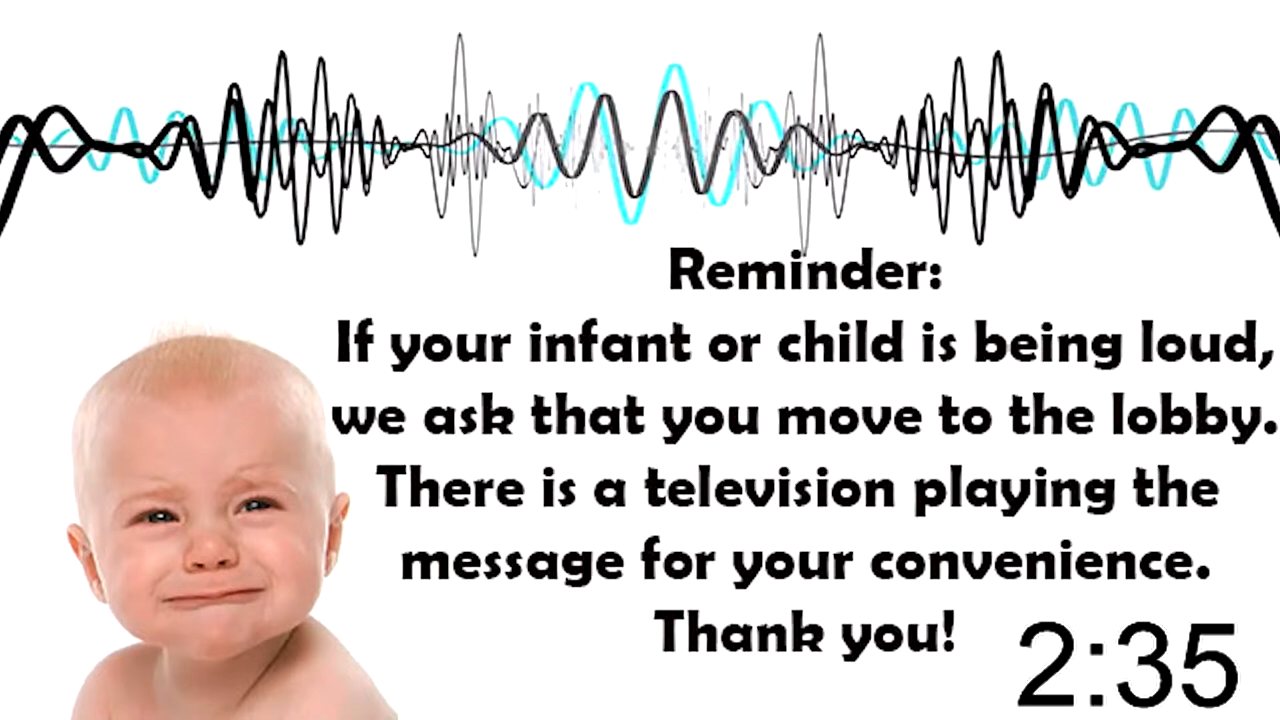 Reminder:
If your infant or child is being loud,
we ask that you move to the lobby.
There is a television playing the
message for your convenience.
Thank you!
2:35